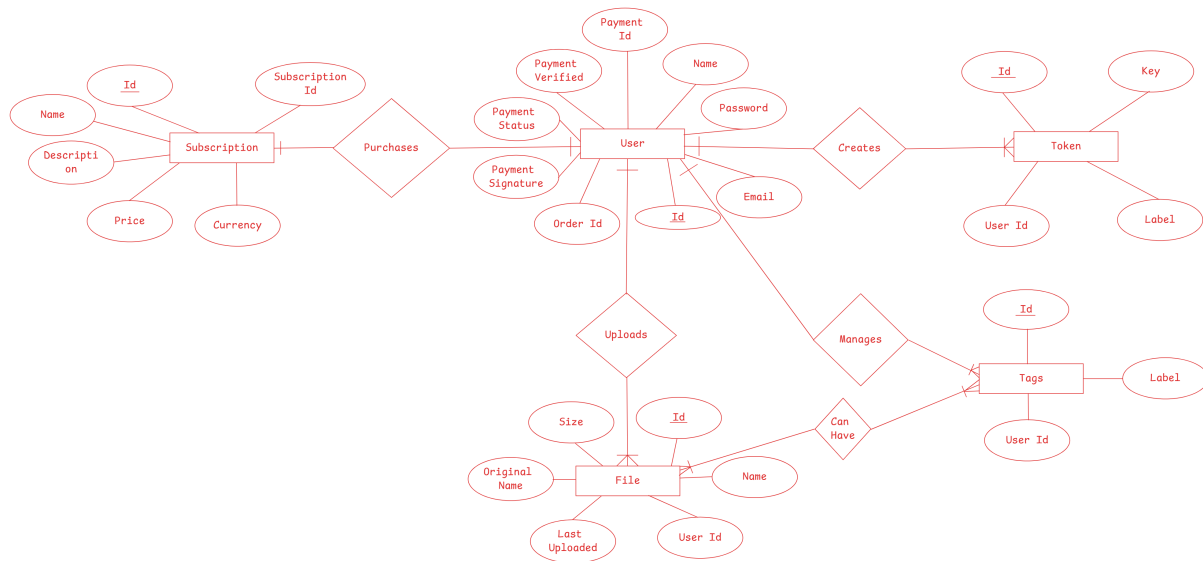 Payment
Id
Payment
Verified
Name
Id
Subscription
Id
Id
Key
Name
Payment
Status
Password
Subscription
Purchases
User
Creates
Token
Descripti
on
Payment
Signature
Email
Price
Currency
Order Id
Id
User Id
Label
Id
Uploads
Manages
Tags
Label
Size
Id
Can
Have
User Id
Original
Name
File
Name
Last
Uploaded
User Id